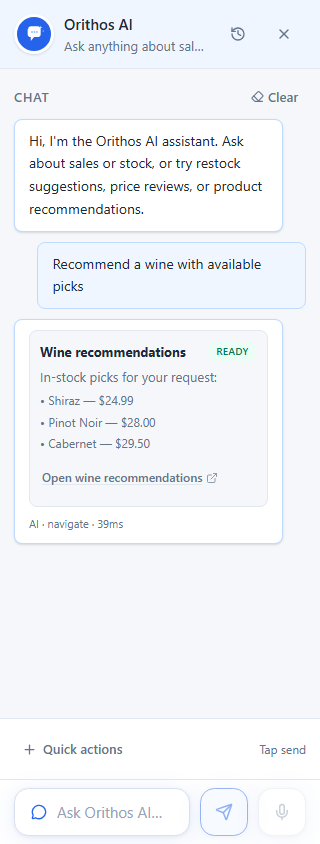 Orithos AI
Ask anything about sal...
CHAT
Clear
Hi, I'm the Orithos AI assistant. Ask
about sales or stock, or try restock
suggestions, price reviews, or product
recommendations.
Recommend a wine with available
picks
Wine recommendations
READY
In-stock picks for your request:
• Shiraz — $24.99
• Pinot Noir — $28.00
• Cabernet — $29.50
Open wine recommendations
AI · navigate · 39ms
Quick actions
Tap send
Ask Orithos AI...